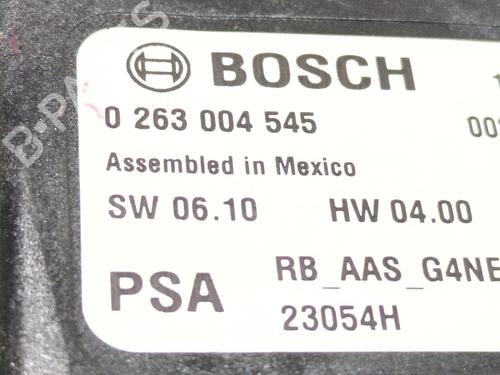 BOSCH
0 263 004 545
Assembled in Mexico
SW 06.10 HW 04.00
PSA
RB_AAS_G4NE
23054H